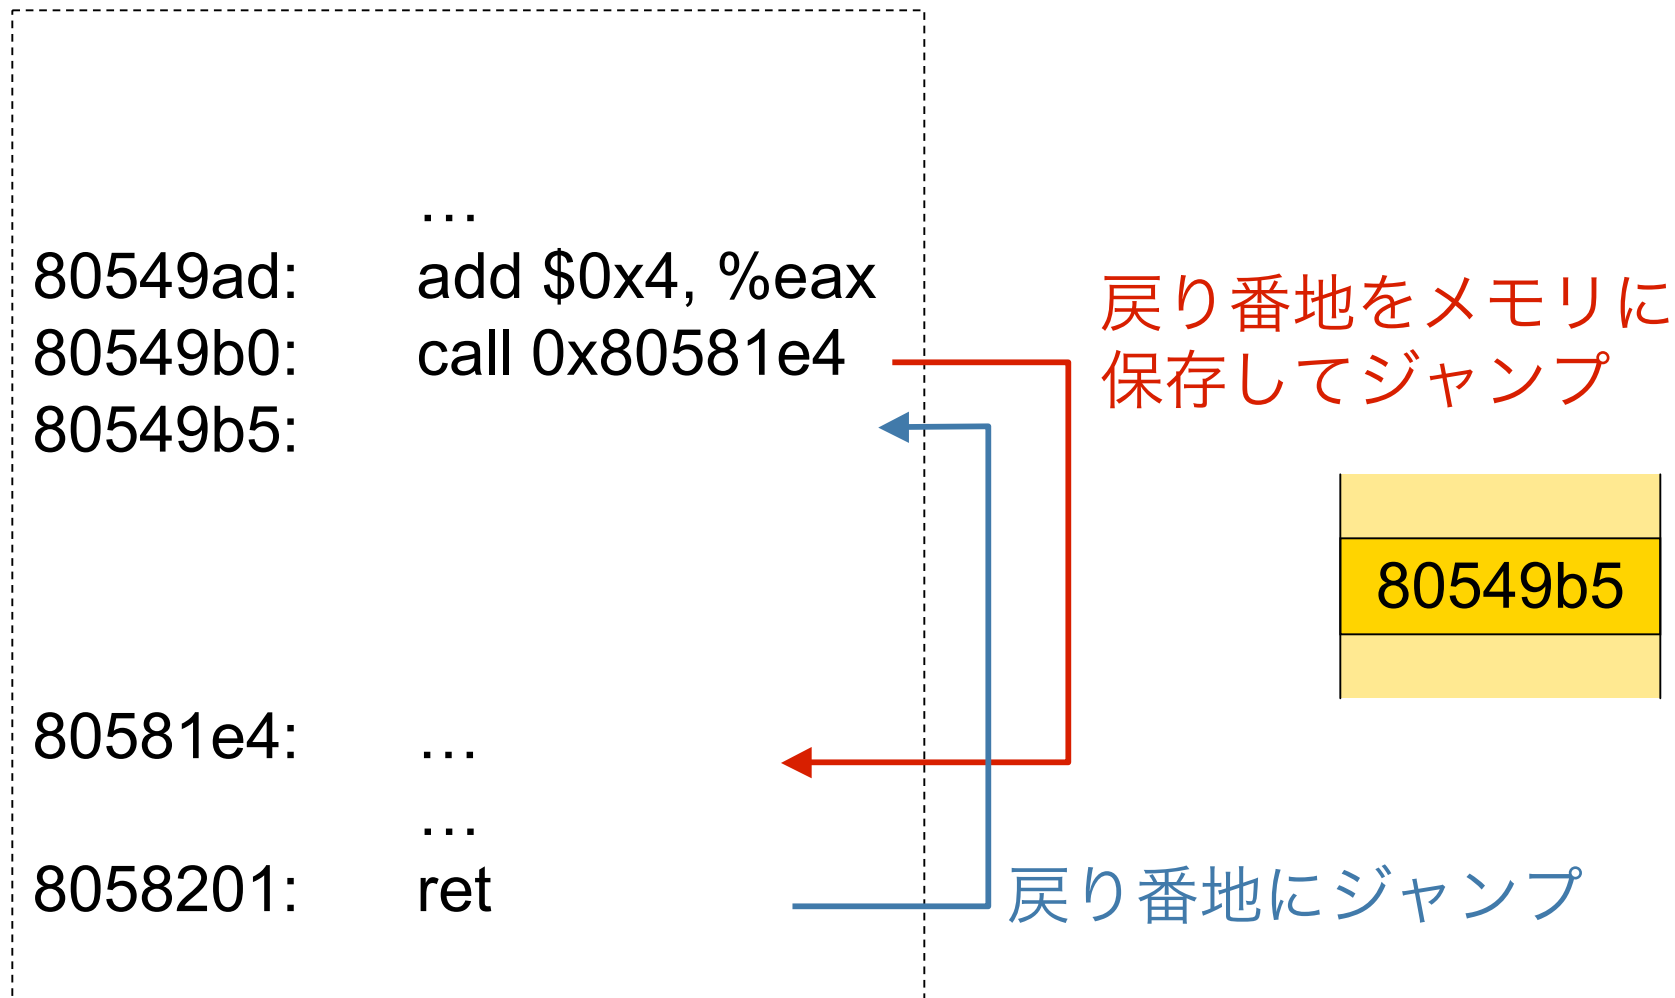 …
80549ad: add $0x4, %eax
80549b0: call 0x80581e4
80549b5:
戻り番地をメモリに
保存してジャンプ
80549b5
80581e4: …
…
8058201: ret
戻り番地にジャンプ